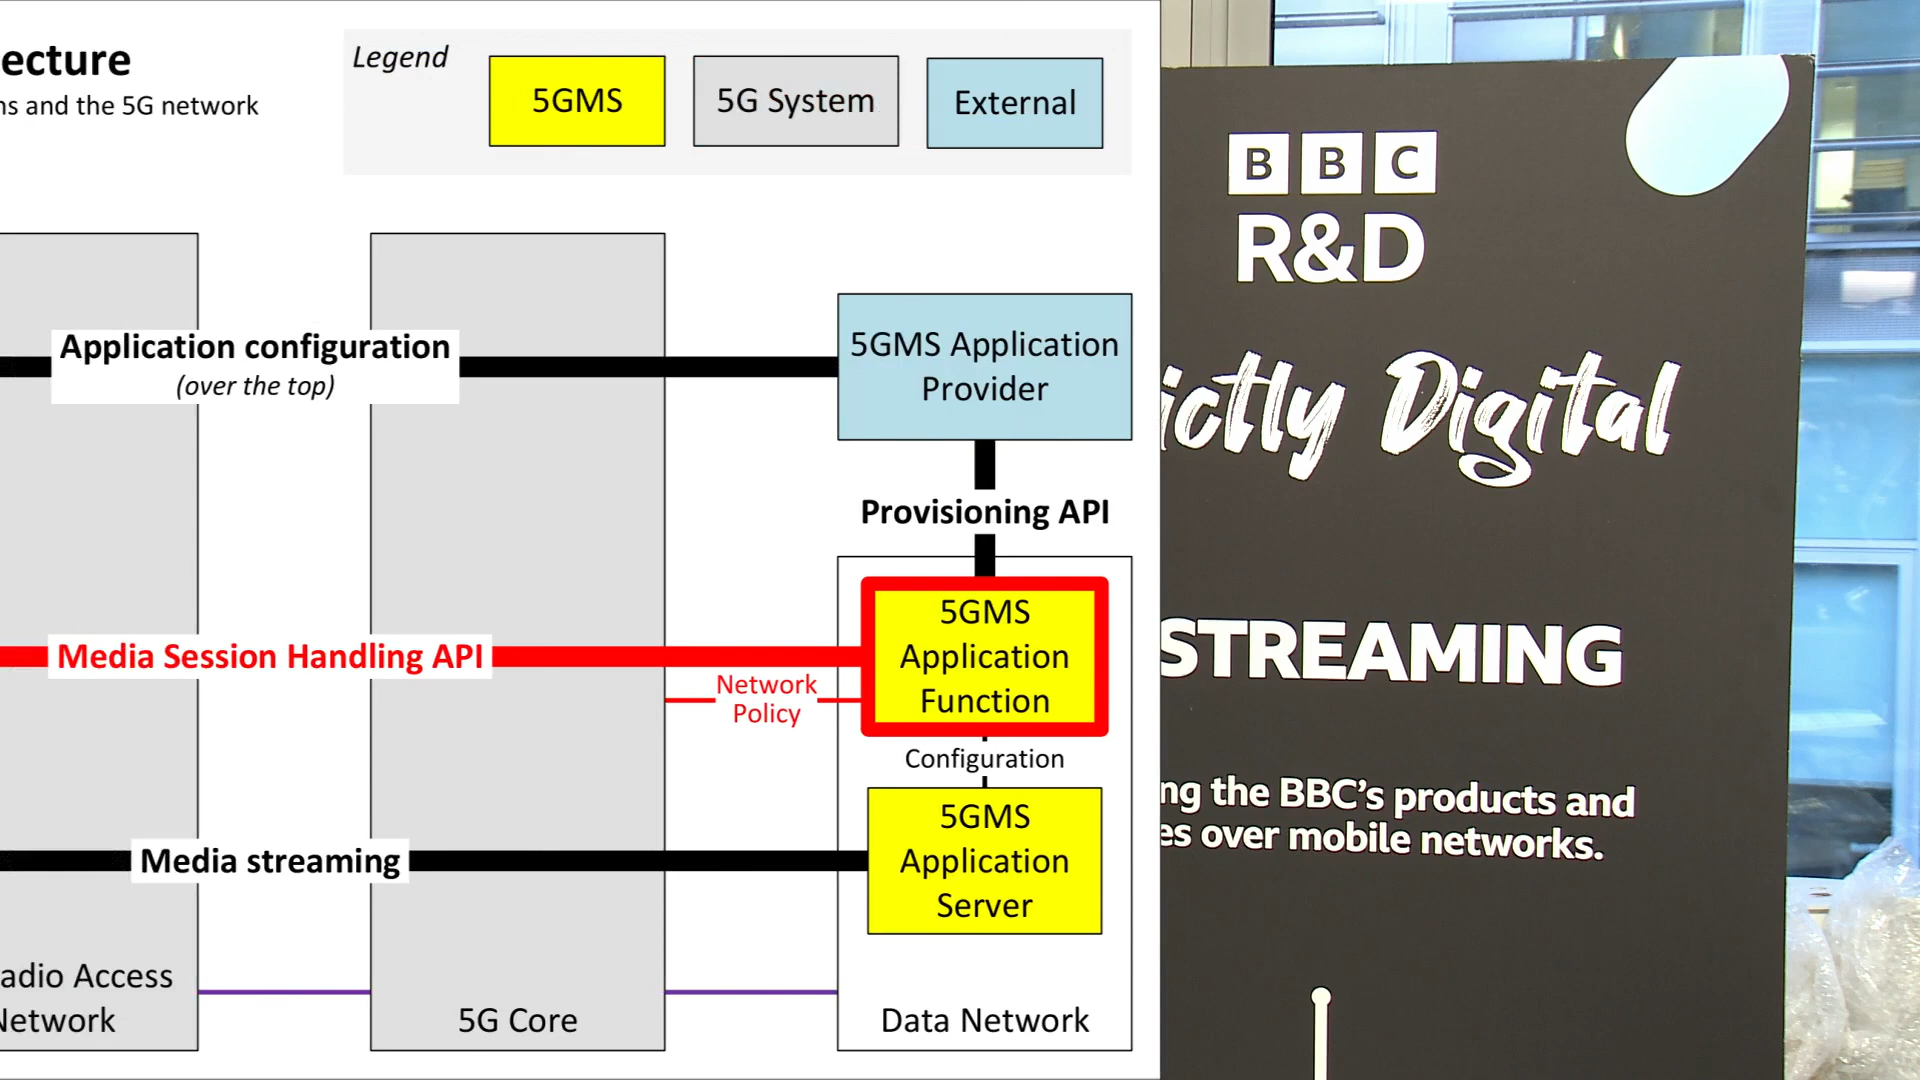 ecture
ns and the 5G network
Legend
5GMS
5G System
External
Application configuration
(over the top)
5GMS Application
Provider
Provisioning API
Media Session Handling API
Network
Policy
5GMS
Application
Function
Configuration
Media streaming
5GMS
Application
Server
adio Access
Network
5G Core
Data Network
BBC
R&D
ictly Digital
STREAMING
ng the BBC's products and
es over mobile networks.